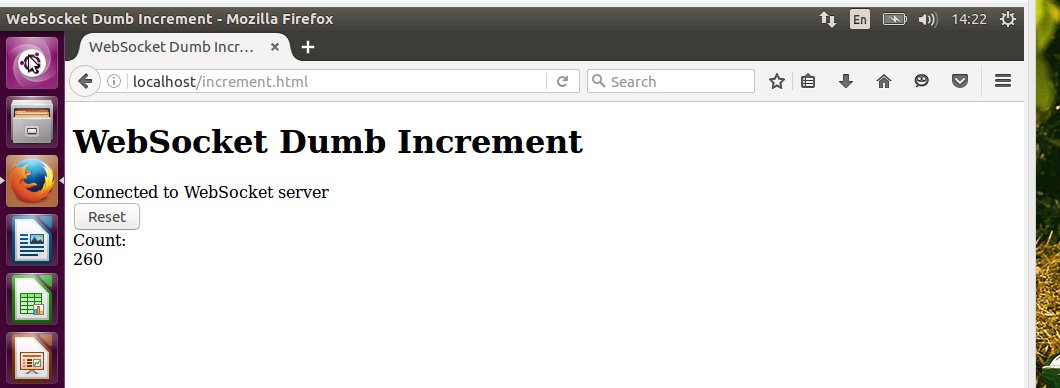 WebSocket Dumb Increment - Mozilla Firefox
En
14:22
WebSocket Dumb Incr...
localhost/increment.html
Search
WebSocket Dumb Increment
Connected to WebSocket server
Reset
Count:
260